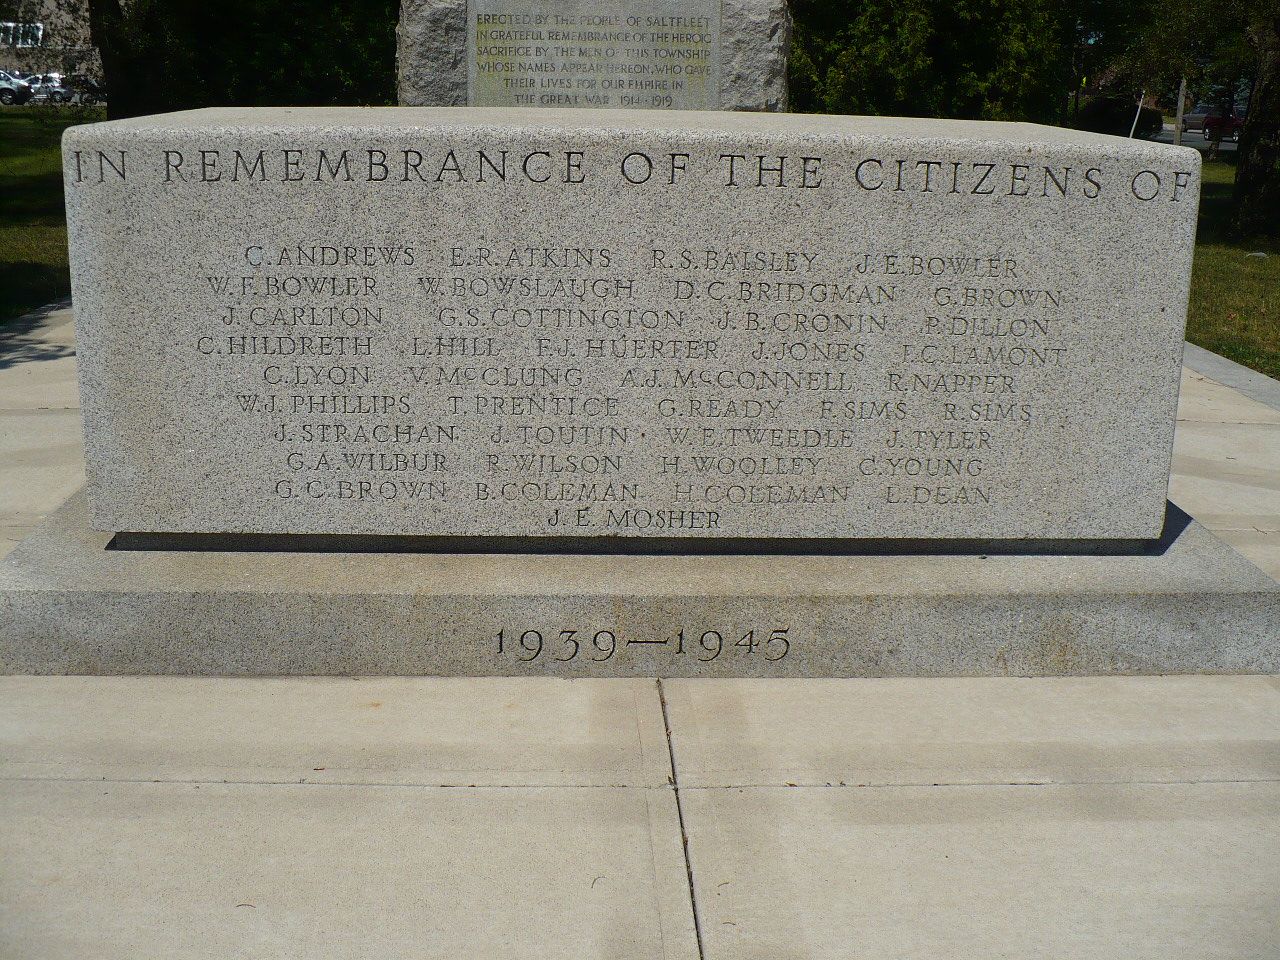 ERECTED BY THE PEOPLE OF SALTFLEET
IN GRATEFUL REMEMBRANCE OF THE HEROIC
SACRIFICE BY THE MEN OF THIS TOWNSHIP
WHOSE NAMES APPEAR HEREON, WHO GAVE
THEIR LIVES FOR OUR EMPIRE IN
THE GREAT WAR 1914-1919
IN REMEMBRANCE OF THE CITIZENS OF
C. ANDREWS E.R. ATKINS R.S. BAISLEY J.E. BOWLER
W.F. BOWLER W. BOWSLAUGH D.C. BRIDGMAN G. BROWN
J. CARLTON G.S. COTTINGTON J.B. CRONIN P. DILLON
C. HILDRETH L. HILL F.J. HUERTER J. JONES I.C. LAMONT
C. LYON V. McCLUNG A.J. McCONNELL R. NAPPER
W.J. PHILLIPS T. PRENTICE G. READY F. SIMS R. SIMS
J. STRACHAN J. TOUTIN W.E. TWEEDLE J. TYLER
G.A. WILBUR R. WILSON H. WOOLLEY C. YOUNG
G.C. BROWN B. COLEMAN H. COLEMAN L. DEAN
J.E. MOSHER
1939—1945